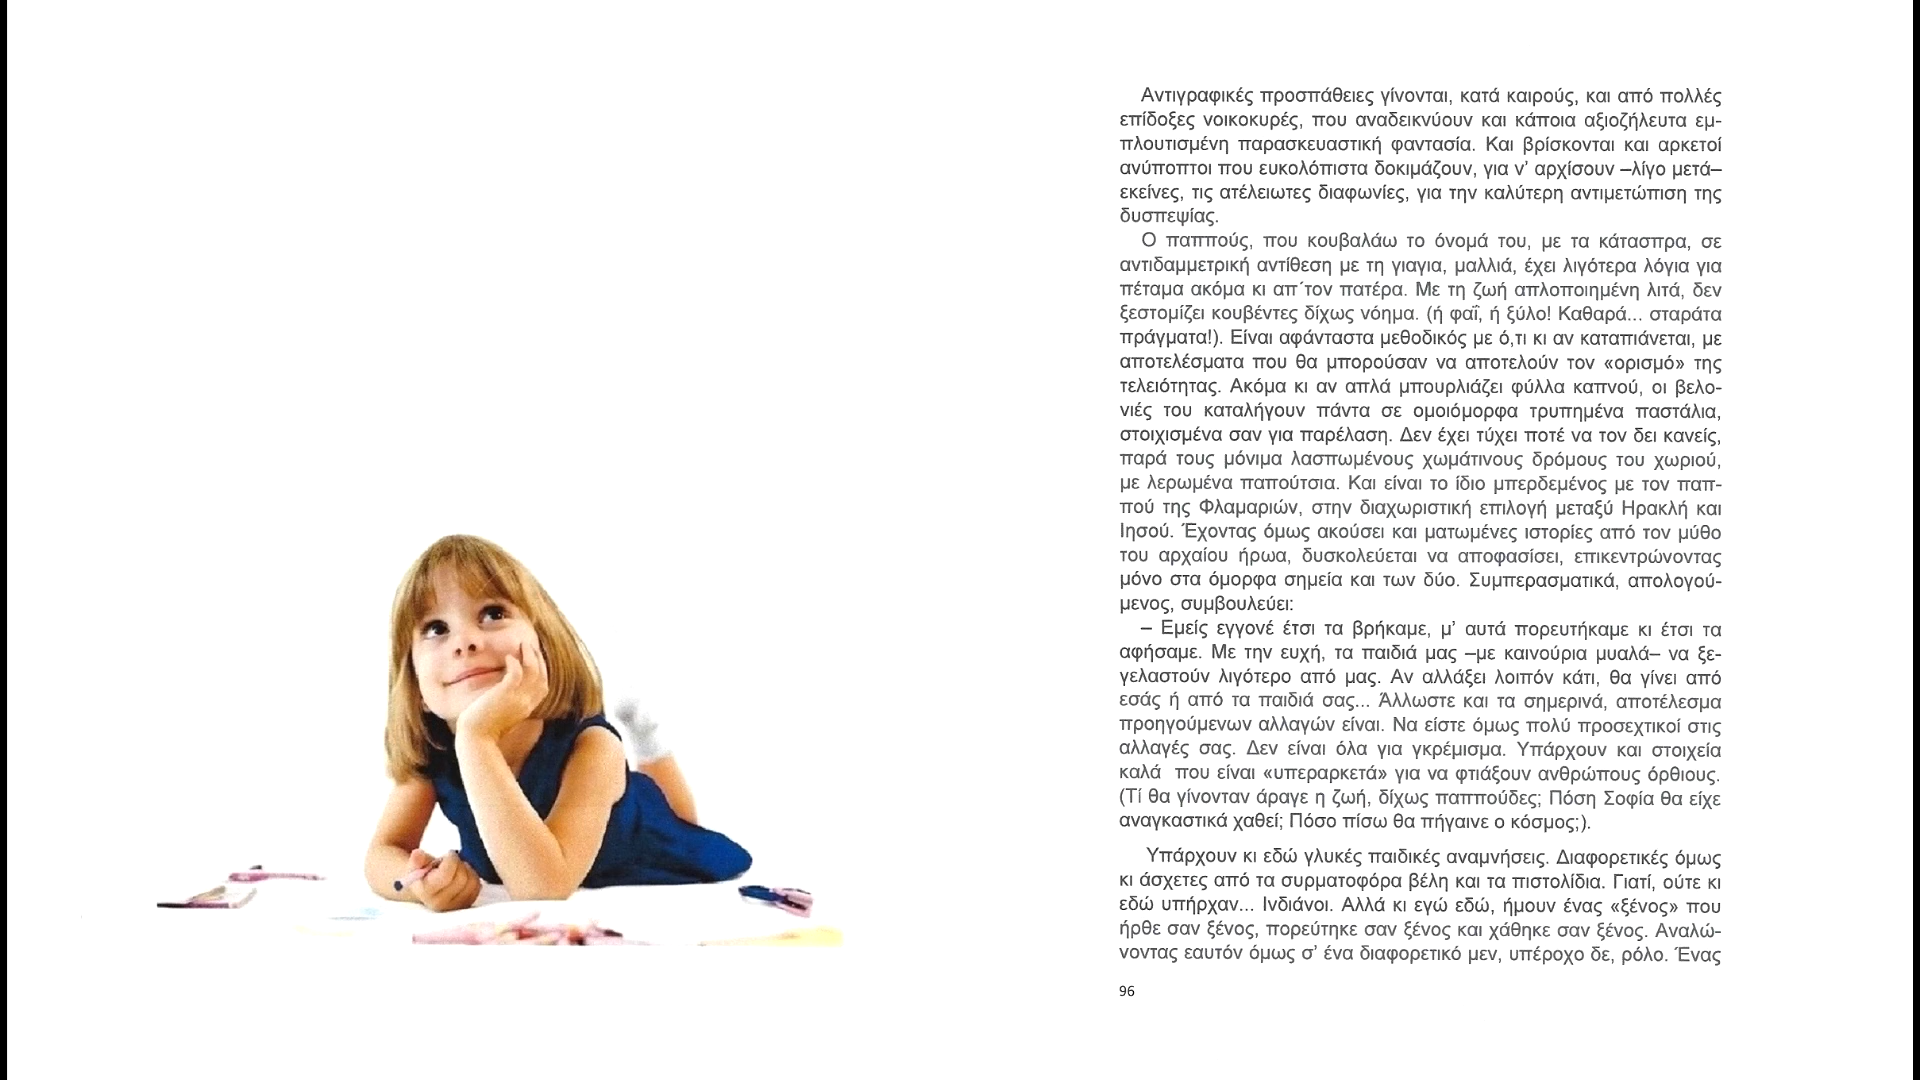 Αντιγραφικές προσπάθειες γίνονται, κατά καιρούς, και από πολλές
επίδοξες νοικοκυρές, που αναδεικνύουν και κάποια αξιοζήλευτα εμ-
πλουτισμένη παρασκευαστική φαντασία. Και βρίσκονται και αρκετοί
ανύποπτοι που ευκολόπιστα δοκιμάζουν, για ν’ αρχίσουν –λίγο μετά–
εκείνες, τις ατέλειωτες διαφωνίες, για την καλύτερη αντιμετώπιση της
δυσπεψίας.
Ο παππούς, που κουβαλάω το όνομά του, με τα κάτασπρα, σε
αντιδαμμετρική αντίθεση με τη γιαγια, μαλλιά, έχει λιγότερα λόγια για
πέταμα ακόμα κι απ΄τον πατέρα. Με τη ζωή απλοποιημένη λιτά, δεν
ξεστομίζει κουβέντες δίχως νόημα. (ή φαΐ, ή ξύλο! Καθαρά... σταράτα
πράγματα!). Είναι αφάνταστα μεθοδικός με ό,τι κι αν καταπιάνεται, με
αποτελέσματα που θα μπορούσαν να αποτελούν τον «ορισμό» της
τελειότητας. Ακόμα κι αν απλά μπουρλιάζει φύλλα καπνού, οι βελο-
νιές του καταλήγουν πάντα σε ομοιόμορφα τρυπημένα παστάλια,
στοιχισμένα σαν για παρέλαση. Δεν έχει τύχει ποτέ να τον δει κανείς,
παρά τους μόνιμα λασπωμένους χωμάτινους δρόμους του χωριού,
με λερωμένα παπούτσια. Και είναι το ίδιο μπερδεμένος με τον παπ-
πού της Φλαμαριών, στην διαχωριστική επιλογή μεταξύ Ηρακλή και
Ιησού. Έχοντας όμως ακούσει και ματωμένες ιστορίες από τον μύθο
του αρχαίου ήρωα, δυσκολεύεται να αποφασίσει, επικεντρώνοντας
μόνο στα όμορφα σημεία και των δύο. Συμπερασματικά, απολογού-
μενος, συμβουλεύει:
– Εμείς εγγονέ έτσι τα βρήκαμε, μ’ αυτά πορευτήκαμε κι έτσι τα
αφήσαμε. Με την ευχή, τα παιδιά μας –με καινούρια μυαλά– να ξε-
γελαστούν λιγότερο από μας. Αν αλλάξει λοιπόν κάτι, θα γίνει από
εσάς ή από τα παιδιά σας... Άλλωστε και τα σημερινά, αποτέλεσμα
προηγούμενων αλλαγών είναι. Να είστε όμως πολύ προσεχτικοί στις
αλλαγές σας. Δεν είναι όλα για γκρέμισμα. Υπάρχουν και στοιχεία
καλά  που είναι «υπεραρκετά» για να φτιάξουν ανθρώπους όρθιους.
(Τί θα γίνονταν άραγε η ζωή, δίχως παππούδες; Πόση Σοφία θα είχε
αναγκαστικά χαθεί; Πόσο πίσω θα πήγαινε ο κόσμος;).
Υπάρχουν κι εδώ γλυκές παιδικές αναμνήσεις. Διαφορετικές όμως
κι άσχετες από τα συρματοφόρα βέλη και τα πιστολίδια. Γιατί, ούτε κι
εδώ υπήρχαν... Ινδιάνοι. Αλλά κι εγώ εδώ, ήμουν ένας «ξένος» που
ήρθε σαν ξένος, πορεύτηκε σαν ξένος και χάθηκε σαν ξένος. Αναλώ-
νοντας εαυτόν όμως σ’ ένα διαφορετικό μεν, υπέροχο δε, ρόλο. Ένας
96